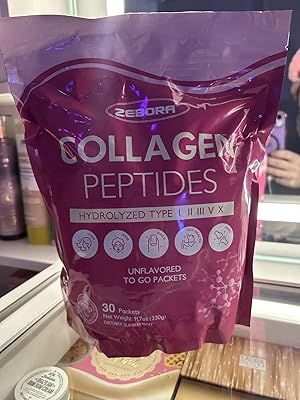 ZEBORA
COLLAGEN
PEPTIDES
HYDROLYZED TYPE I, II III V X
UNFLAVORED
TO GO PACKETS
30 Packets
Net Weight 11.7oz (330g)
DIETARY SUPPLEMENT
LAURA